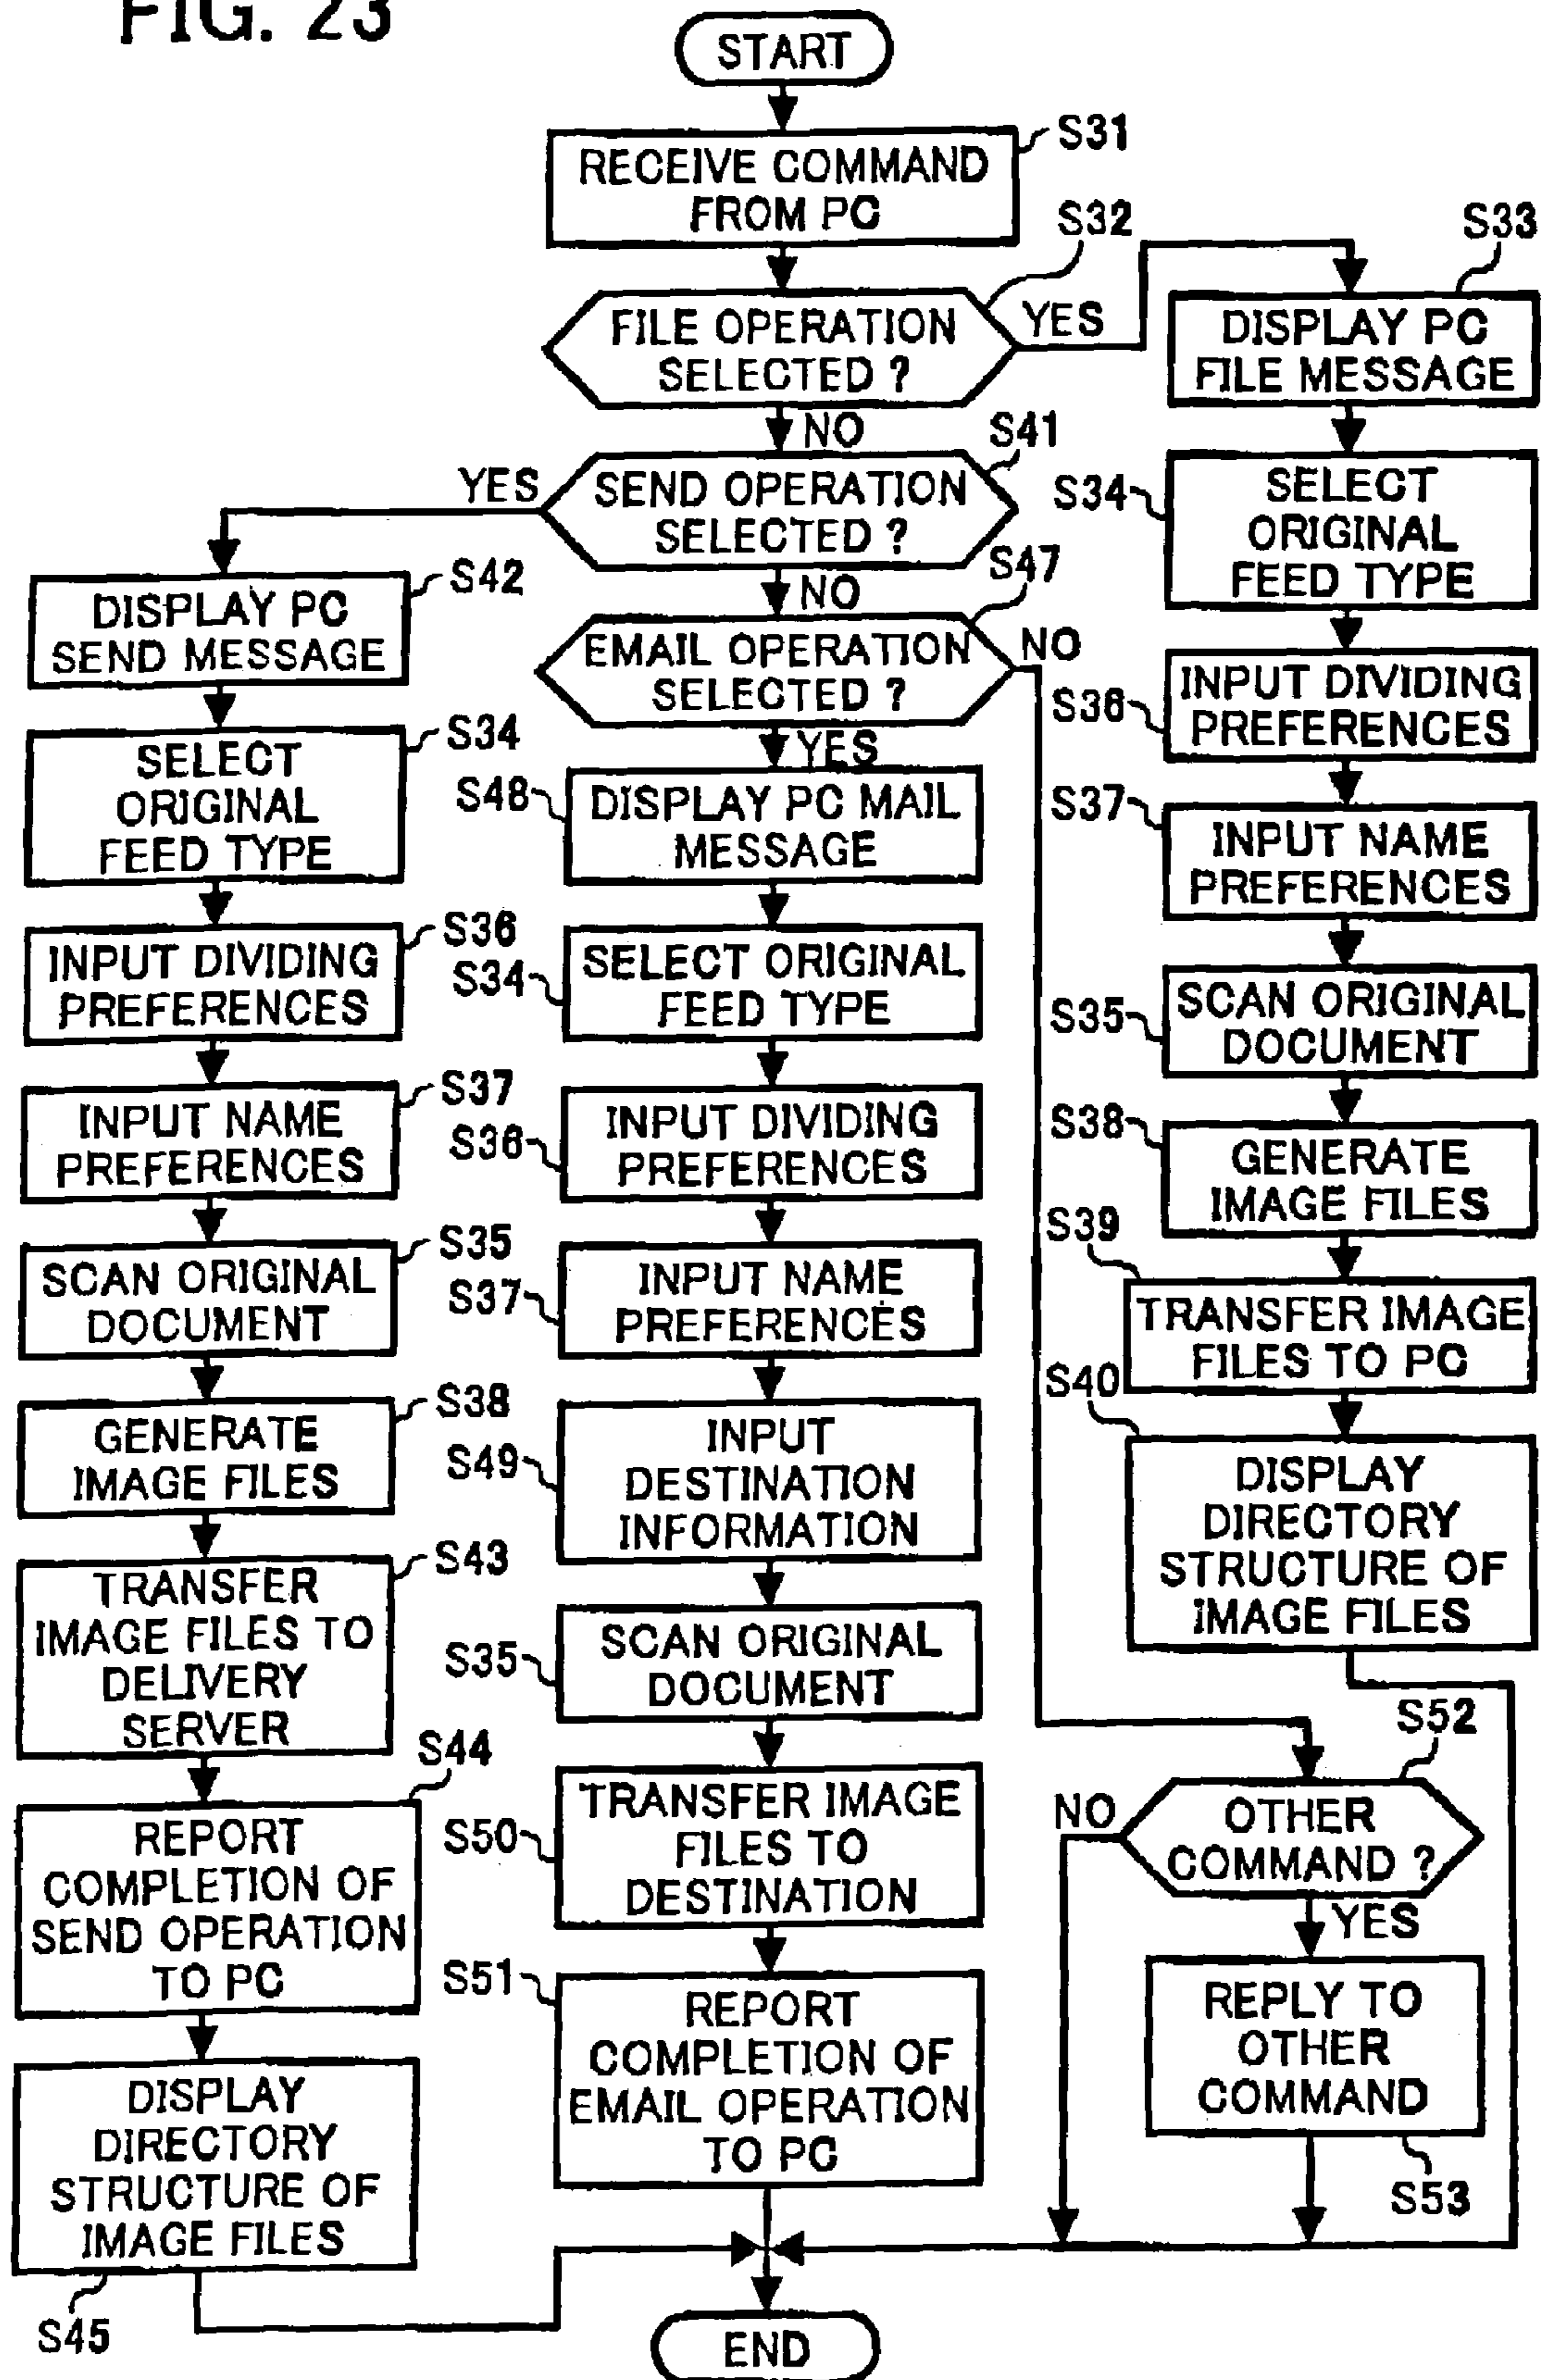 FIG. 23
START
RECEIVE COMMAND
FROM PC
S31
FILE OPERATION
SELECTED ?
S32
YES
NO
DISPLAY PC
FILE MESSAGE
S33
SELECT
ORIGINAL
FEED TYPE
S34
INPUT DIVIDING
PREFERENCES
S36
INPUT NAME
PREFERENCES
S37
SCAN ORIGINAL
DOCUMENT
S35
GENERATE
IMAGE FILES
S38
TRANSFER IMAGE
FILES TO PC
S39
DISPLAY
DIRECTORY
STRUCTURE OF
IMAGE FILES
S40
SEND OPERATION
SELECTED ?
S41
YES
NO
DISPLAY PC
SEND MESSAGE
S42
SELECT
ORIGINAL
FEED TYPE
S34
INPUT DIVIDING
PREFERENCES
S36
INPUT NAME
PREFERENCES
S37
SCAN ORIGINAL
DOCUMENT
S35
GENERATE
IMAGE FILES
S38
TRANSFER
IMAGE FILES TO
DELIVERY
SERVER
S43
REPORT
COMPLETION OF
SEND OPERATION
TO PC
S44
DISPLAY
DIRECTORY
STRUCTURE OF
IMAGE FILES
S45
EMAIL OPERATION
SELECTED ?
S47
NO
YES
DISPLAY PC MAIL
MESSAGE
S48
SELECT ORIGINAL
FEED TYPE
S34
INPUT DIVIDING
PREFERENCES
S36
INPUT NAME
PREFERENCES
S37
INPUT
DESTINATION
INFORMATION
S49
SCAN ORIGINAL
DOCUMENT
S35
TRANSFER IMAGE
FILES TO
DESTINATION
S50
REPORT
COMPLETION OF
EMAIL OPERATION
TO PC
S51
OTHER
COMMAND ?
S52
NO
YES
REPLY TO
OTHER
COMMAND
S53
END